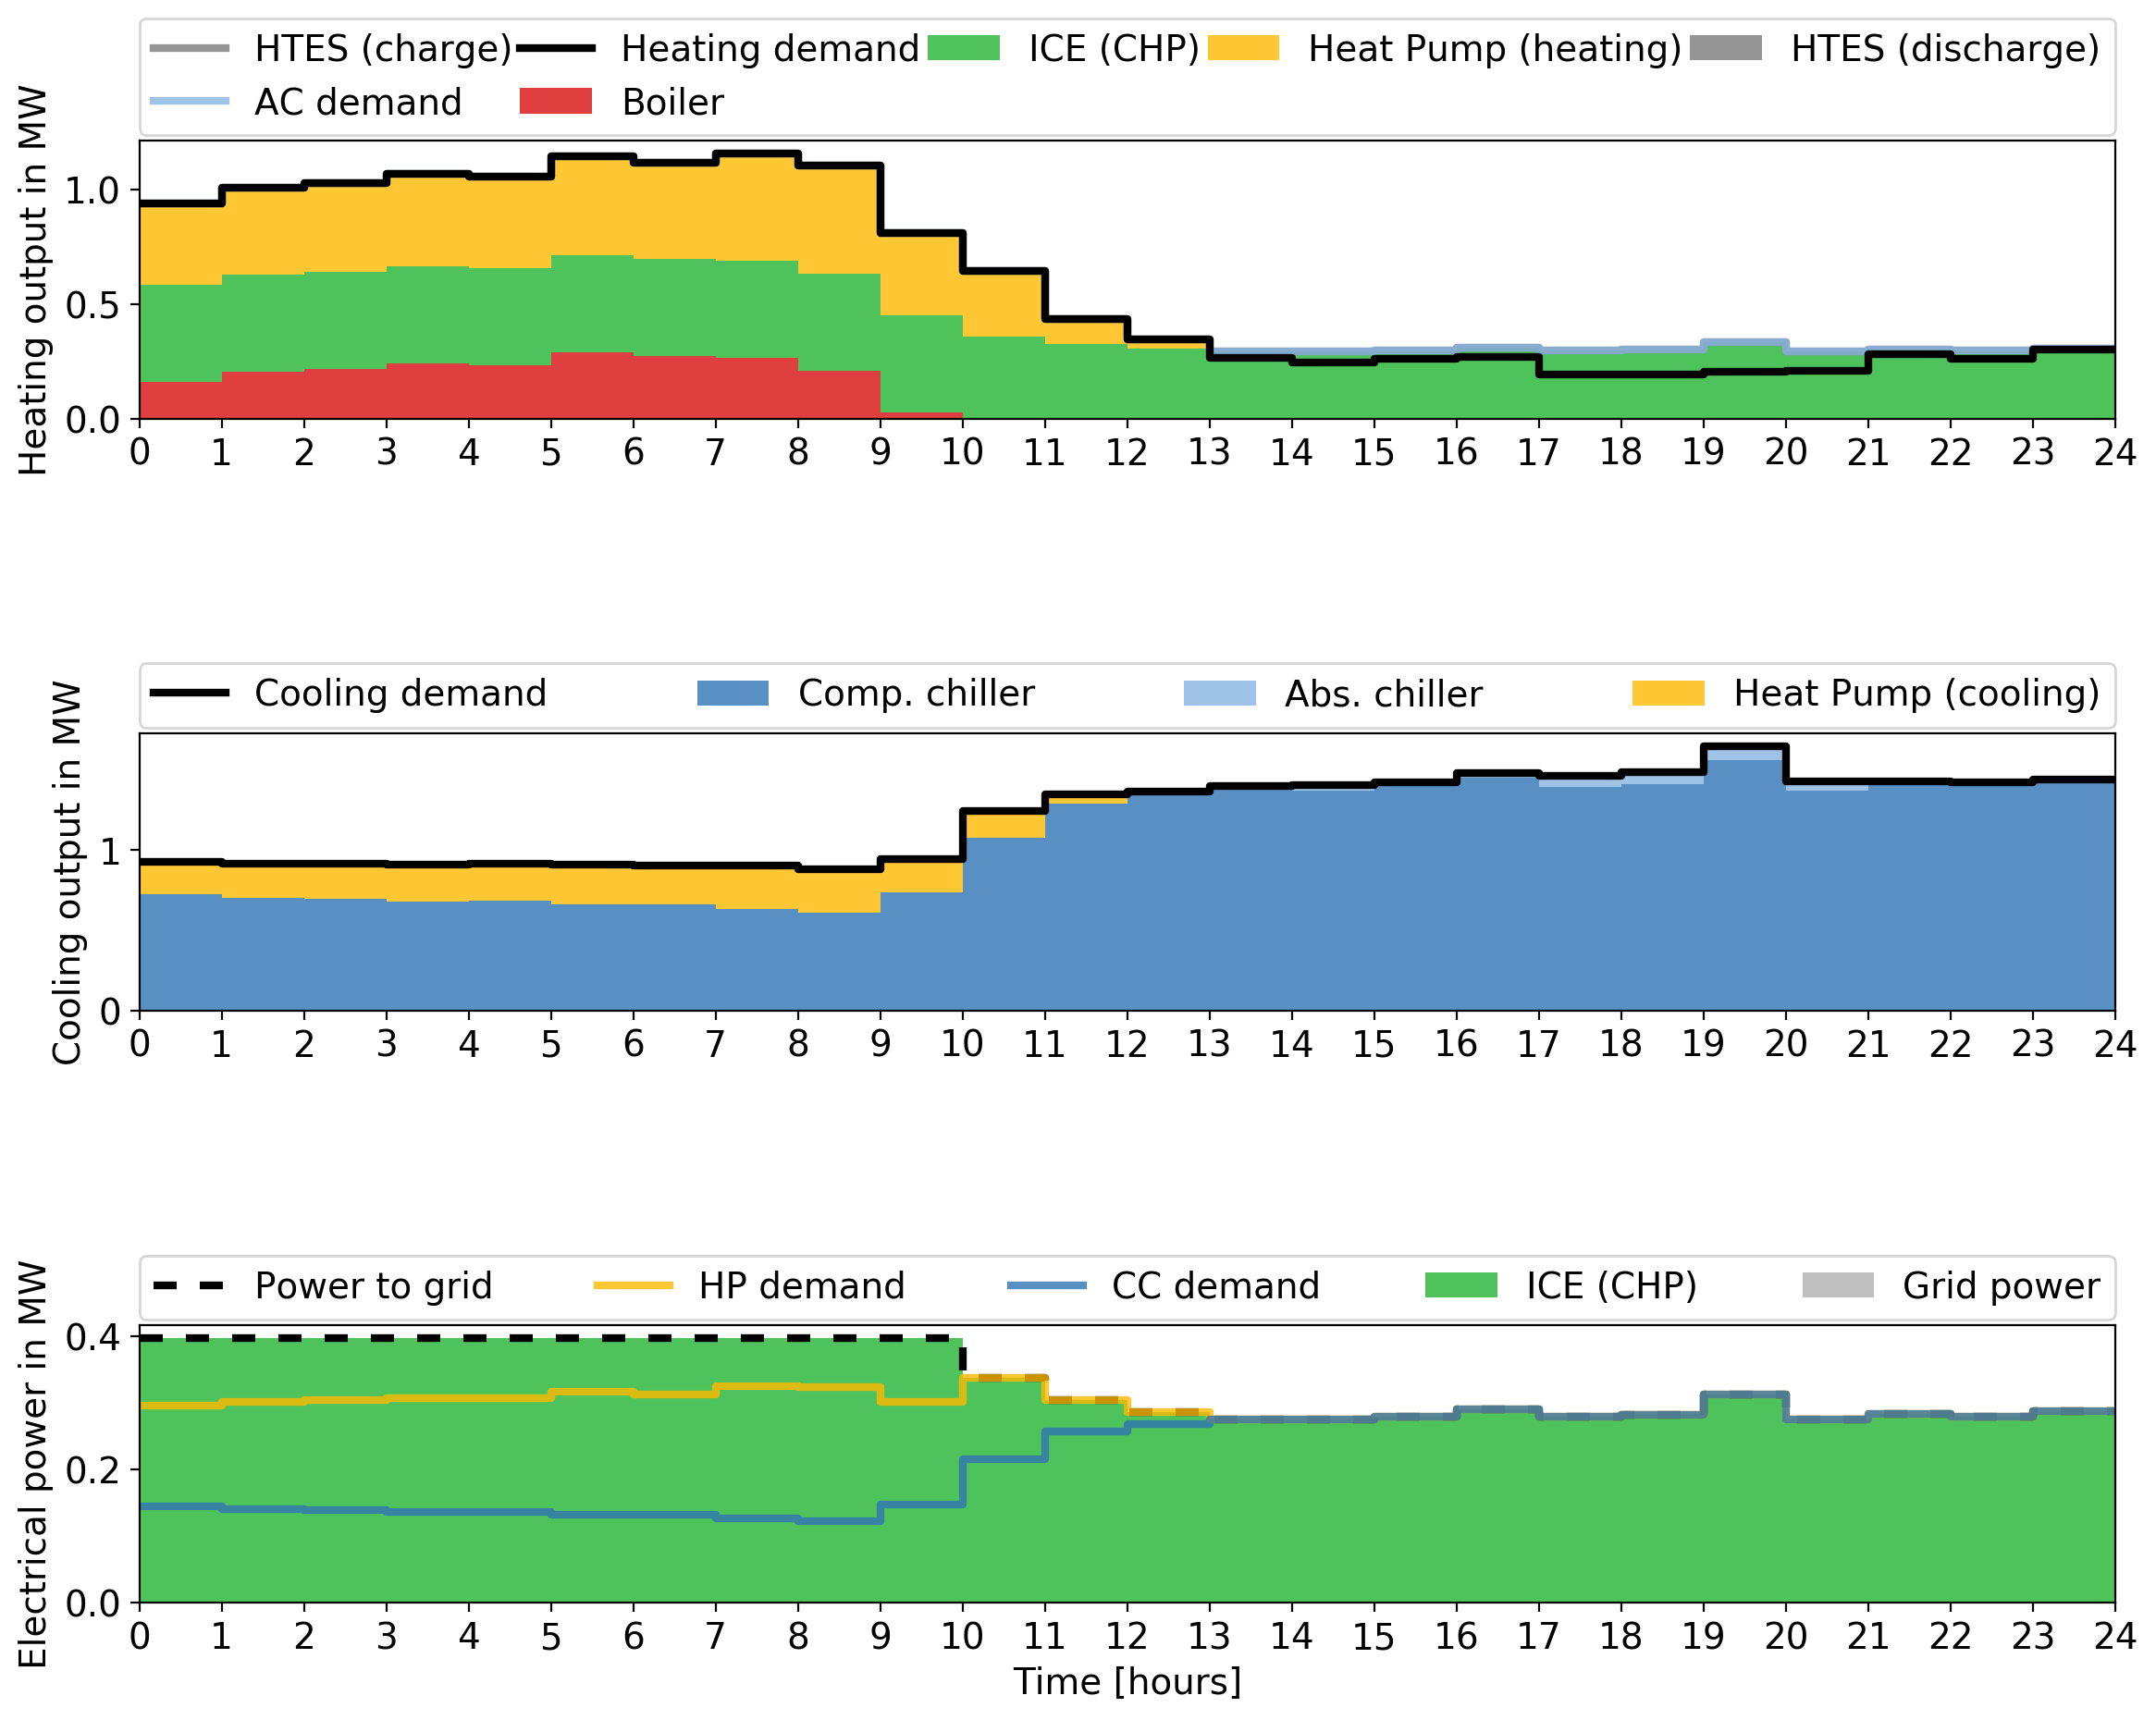 HTES (charge) Heating demand ICE (CHP) Heat Pump (heating) HTES (discharge)
AC demand Boiler
Heating output in MW
1.0
0.5
0.0
0 1 2 3 4 5 6 7 8 9 10 11 12 13 14 15 16 17 18 19 20 21 22 23 24
Cooling demand Comp. chiller Abs. chiller Heat Pump (cooling)
Cooling output in MW
1
0
0 1 2 3 4 5 6 7 8 9 10 11 12 13 14 15 16 17 18 19 20 21 22 23 24
Power to grid HP demand CC demand ICE (CHP) Grid power
Electrical power in MW
0.4
0.2
0.0
0 1 2 3 4 5 6 7 8 9 10 11 12 13 14 15 16 17 18 19 20 21 22 23 24
Time [hours]